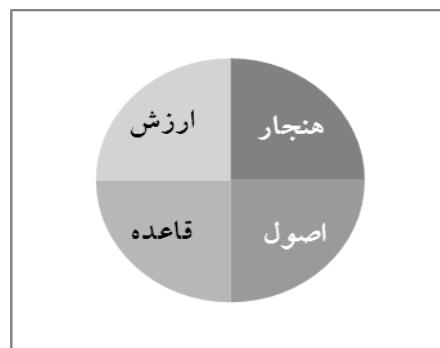 هنجار
ارزش
اصول
قاعده